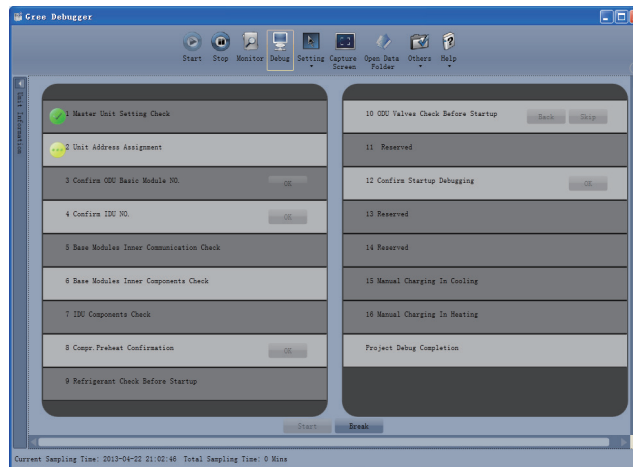 Gree Debugger
Start Stop Monitor Debug Setting Capture Screen Open Data Folder Others Help
Unit Information
1 Master Unit Setting Check
2 Unit Address Assignment
3 Confirm ODU Basic Module NO. OK
4 Confirm IDU NO. OK
5 Base Modules Inner Communication Check
6 Base Modules Inner Components Check
7 IDU Components Check
8 Compr.Preheat Confirmation OK
9 Refrigerant Check Before Startup
10 ODU Valves Check Before Startup Back Skip
11 Reserved
12 Confirm Startup Debugging OK
13 Reserved
14 Reserved
15 Manual Charging In Cooling
16 Manual Charging In Heating
Project Debug Completion
Start Break
Current Sampling Time: 2013-04-22 21:02:46 Total Sampling Time: 0 Mins